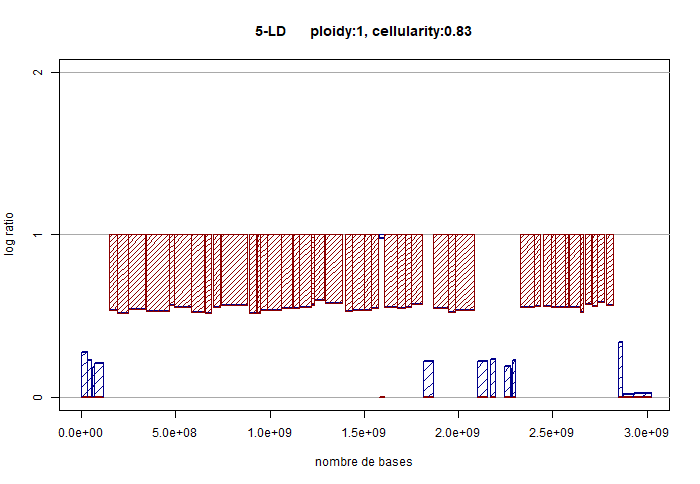 5-LD ploidy:1, cellularity:0.83
log ratio
2
1
0
0.0e+00 5.0e+08 1.0e+09 1.5e+09 2.0e+09 2.5e+09 3.0e+09
nombre de bases